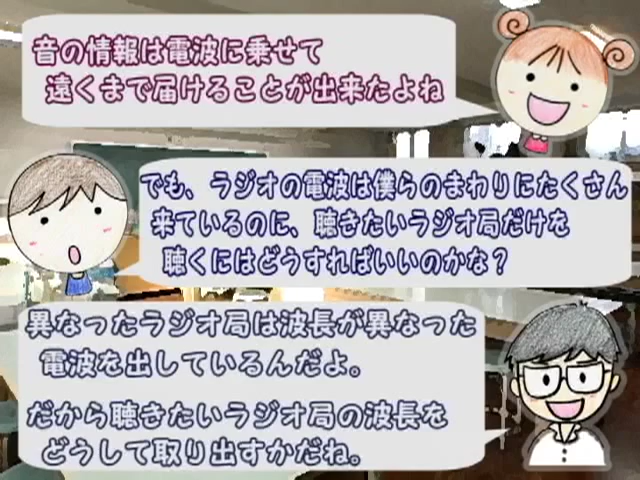 音の情報は電波に乗せて
遠くまで届けることが出来たよね
でも、ラジオの電波は僕らのまわりにたくさん
来ているのに、聴きたいラジオ局だけを
聴くにはどうすればいいのかな？
異なったラジオ局は波長が異なった
電波を出しているんだよ。
だから聴きたいラジオ局の波長を
どうして取り出すかだね。